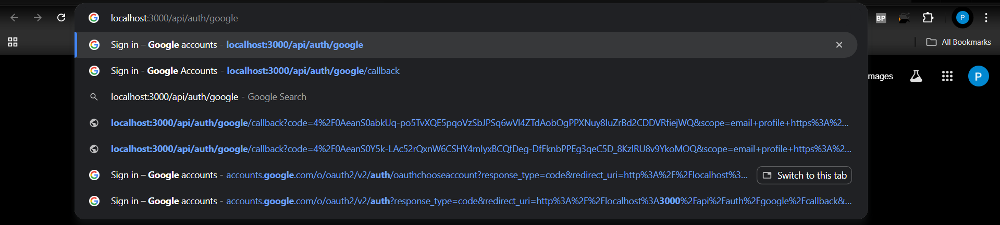 localhost:3000/api/auth/google
BP
P
Sign in – Google accounts - localhost:3000/api/auth/google
All Bookmarks
Sign in - Google Accounts - localhost:3000/api/auth/google/callback
mages
P
localhost:3000/api/auth/google - Google Search
localhost:3000/api/auth/google/callback?code=4%2F0AeanS0abkUq-po5TvXQE5pqoVzSbJPSq6wVl4ZTdAobOgPPXNuy8IuZrBd2CDDVRfiejWQ&scope=email+profile+https%3A%2...
localhost:3000/api/auth/google/callback?code=4%2F0AeanS0Y5k-LAc52rQxnW6CSHY4mIyxBCQfDeg-DfFknbPPEg3qeC5D_8KzlRU8v9YkoMOQ&scope=email+profile+https%3A%2...
Sign in – Google accounts - accounts.google.com/o/oauth2/v2/auth/oauthchooseaccount?response_type=code&redirect_uri=http%3A%2F%2Flocalhost%3... Switch to this tab
Sign in – Google accounts - accounts.google.com/o/oauth2/v2/auth?response_type=code&redirect_uri=http%3A%2F%2Flocalhost%3A3000%2Fapi%2Fauth%2Fgoogle%2Fcallback&...